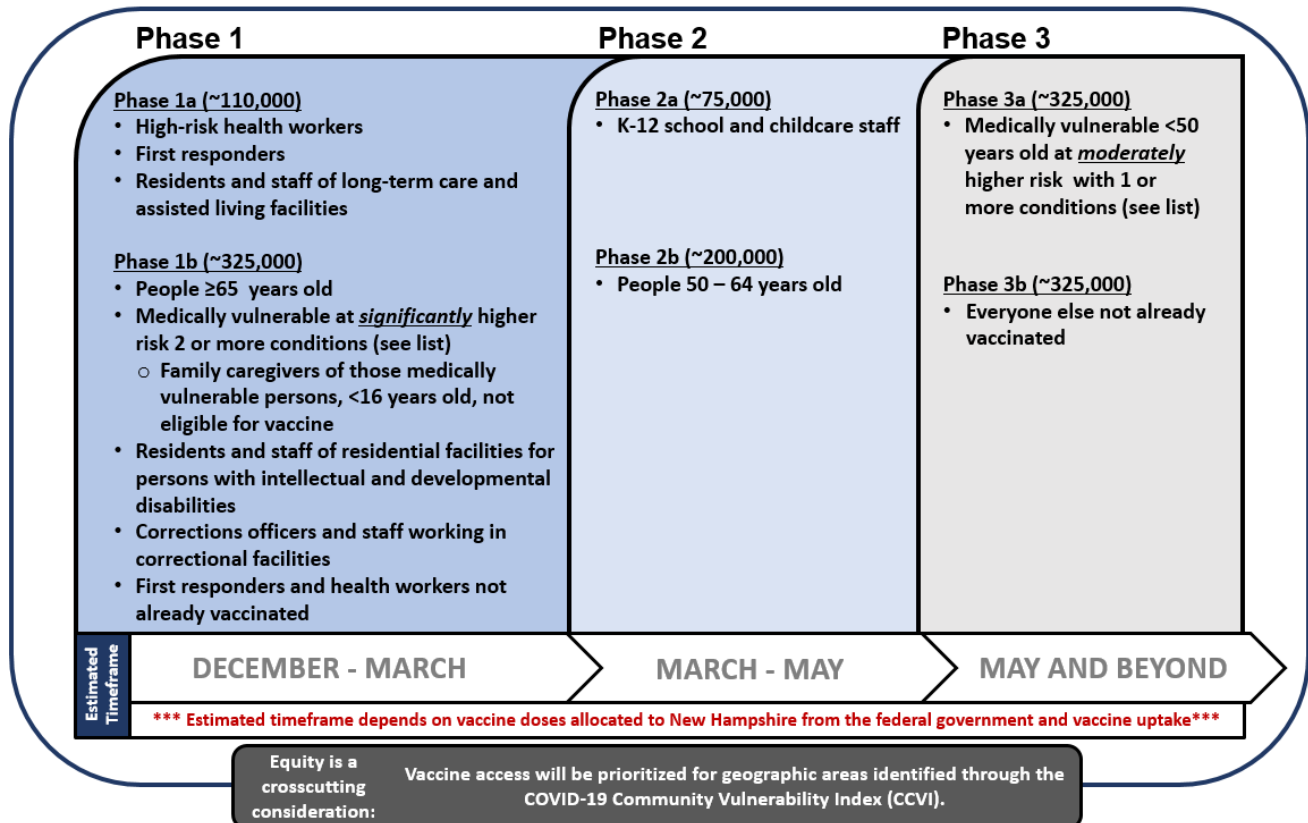 Phase 1
Phase 2
Phase 3
Phase 1a (~110,000)
• High-risk health workers
• First responders
• Residents and staff of long-term care and
assisted living facilities
Phase 1b (~325,000)
• People ≥65 years old
• Medically vulnerable at significantly higher
risk 2 or more conditions (see list)
o Family caregivers of those medically
vulnerable persons, <16 years old, not
eligible for vaccine
• Residents and staff of residential facilities for
persons with intellectual and developmental
disabilities
• Corrections officers and staff working in
correctional facilities
• First responders and health workers not
already vaccinated
Phase 2a (~75,000)
• K-12 school and childcare staff
Phase 2b (~200,000)
• People 50 – 64 years old
Phase 3a (~325,000)
• Medically vulnerable <50
years old at moderately
higher risk with 1 or
more conditions (see list)
Phase 3b (~325,000)
• Everyone else not already
vaccinated
Estimated
Timeframe
DECEMBER - MARCH
MARCH - MAY
MAY AND BEYOND
*** Estimated timeframe depends on vaccine doses allocated to New Hampshire from the federal government and vaccine uptake***
Equity is a
crosscutting
consideration:
Vaccine access will be prioritized for geographic areas identified through the
COVID-19 Community Vulnerability Index (CCVI).